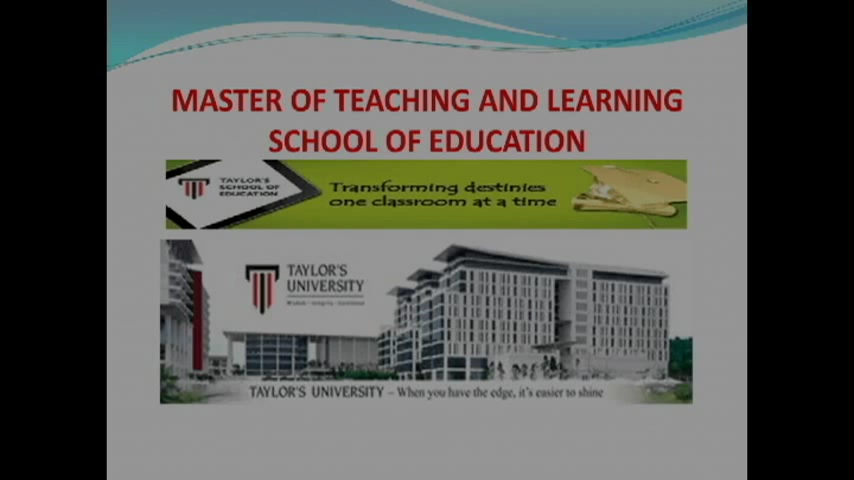 MASTER OF TEACHING AND LEARNING
SCHOOL OF EDUCATION
TAYLOR'S
SCHOOL OF
EDUCATION
Transforming destinies
one classroom at a time
TAYLOR'S
UNIVERSITY
TAYLOR'S UNIVERSITY – When you have the edge, it's easier to shine